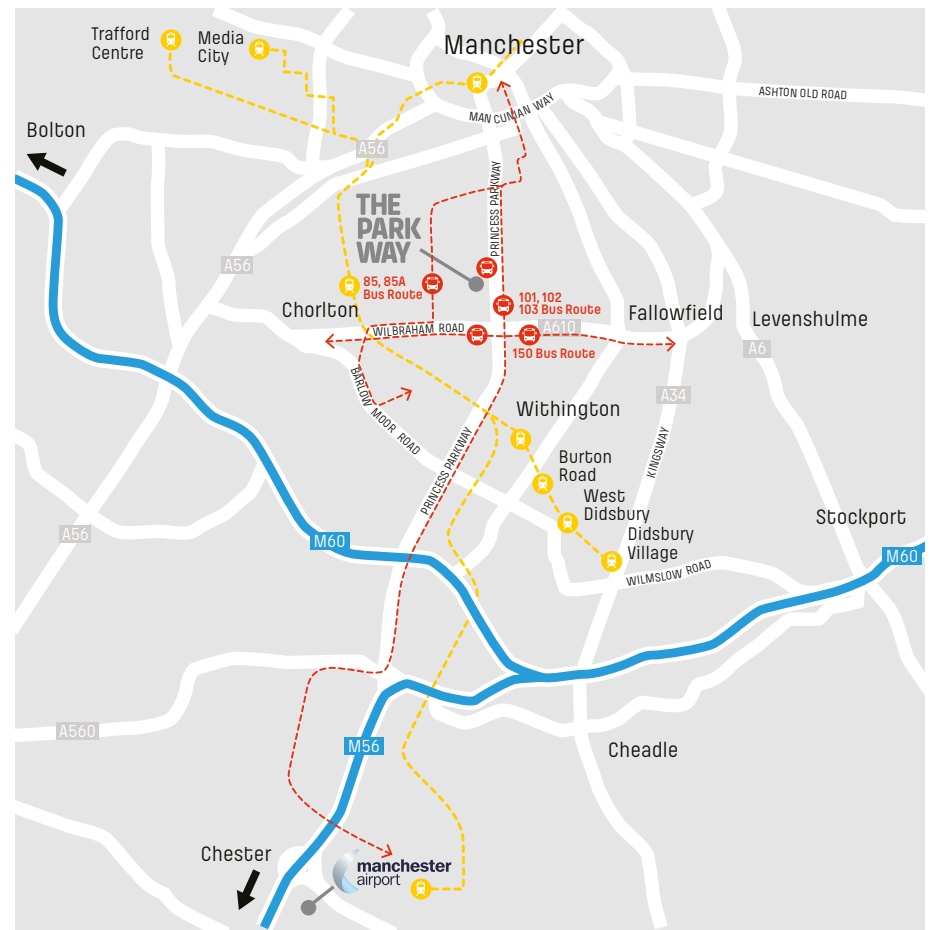 Trafford
Centre
Media
City
Manchester
ASHTON OLD ROAD
MANCUNIAN WAY
Bolton
A56
PRINCESS PARKWAY
THE
PARK
WAY
A56
85, 85A
Bus Route
101, 102
103 Bus Route
Chorlton
WILBRAHAM ROAD
A610
Fallowfield
Levenshulme
150 Bus Route
A6
BARLOW MOOR ROAD
A34
Withington
PRINCESS PARKWAY
KINGSWAY
Burton
Road
West
Didsbury
Stockport
A56
M60
Didsbury
Village
M60
WILMSLOW ROAD
A560
M56
Cheadle
Chester
manchester
airport